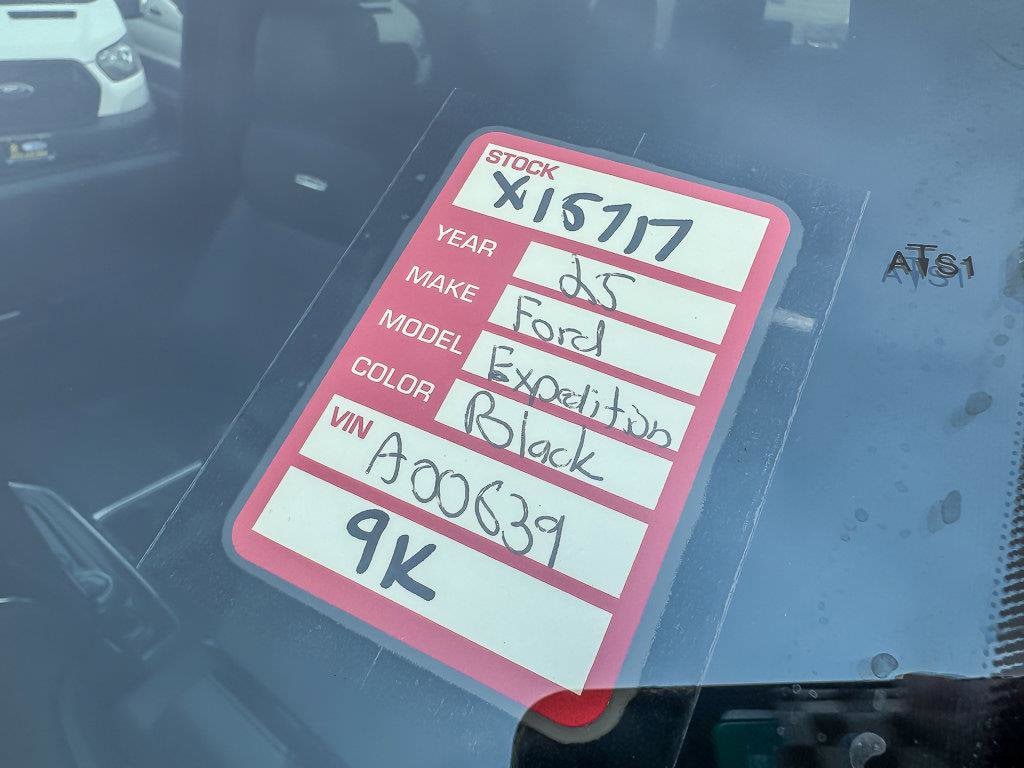 STOCK
X15717
YEAR 25
MAKE Ford
MODEL Expedition
COLOR Black
VIN A00639
9K
ATS1